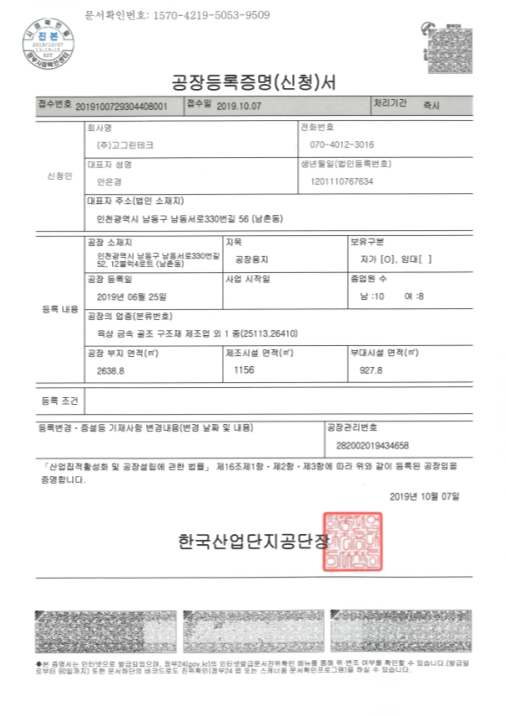 문서확인번호: 1570-4219-5053-9509
진본
2019/10/07
정부24
공장등록증명(신청)서
접수번호 2019100729304408001 접수일 2019.10.07 처리기간 즉시
신청인
회사명 전화번호
(주)고그린테크 070-4012-3016
대표자 성명 생년월일(법인등록번호)
안은경 1201110767634
대표자 주소(법인 소재지)
인천광역시 남동구 남동서로330번길 56 (남촌동)
등록 내용
공장 소재지 지목 보유구분
인천광역시 남동구 남동서로330번길
52, 12블럭4로트 (남촌동) 공장용지 자가 [O], 임대[ ]
공장 등록일 사업 시작일 종업원 수
2019년 06월 25일 남 :10 여 :8
공장의 업종(분류번호)
육상 금속 골조 구조재 제조업 외 1 종(25113,26410)
공장 부지 면적(㎡) 제조시설 면적(㎡) 부대시설 면적(㎡)
2638.8 1156 927.8
등록 조건
등록변경ㆍ증설등 기재사항 변경내용(변경 날짜 및 내용) 공장관리번호
282002019434658
「산업집적활성화 및 공장설립에 관한 법률」 제16조제1항ㆍ제2항ㆍ제3항에 따라 위와 같이 등록된 공장임을
증명합니다.
2019년 10월 07일
한국산업단지공단장
◆본 증명서는 인터넷으로 발급되었으며, 정부24(gov.kr)의 인터넷발급문서진위확인 메뉴를 통해 위·변조 여부를 확인할 수 있습니다.(발급일
로부터 90일까지) 또한 문서하단의 바코드로도 진위확인(정부24 앱 또는 스캐너용 문서확인프로그램)을 하실 수 있습니다.